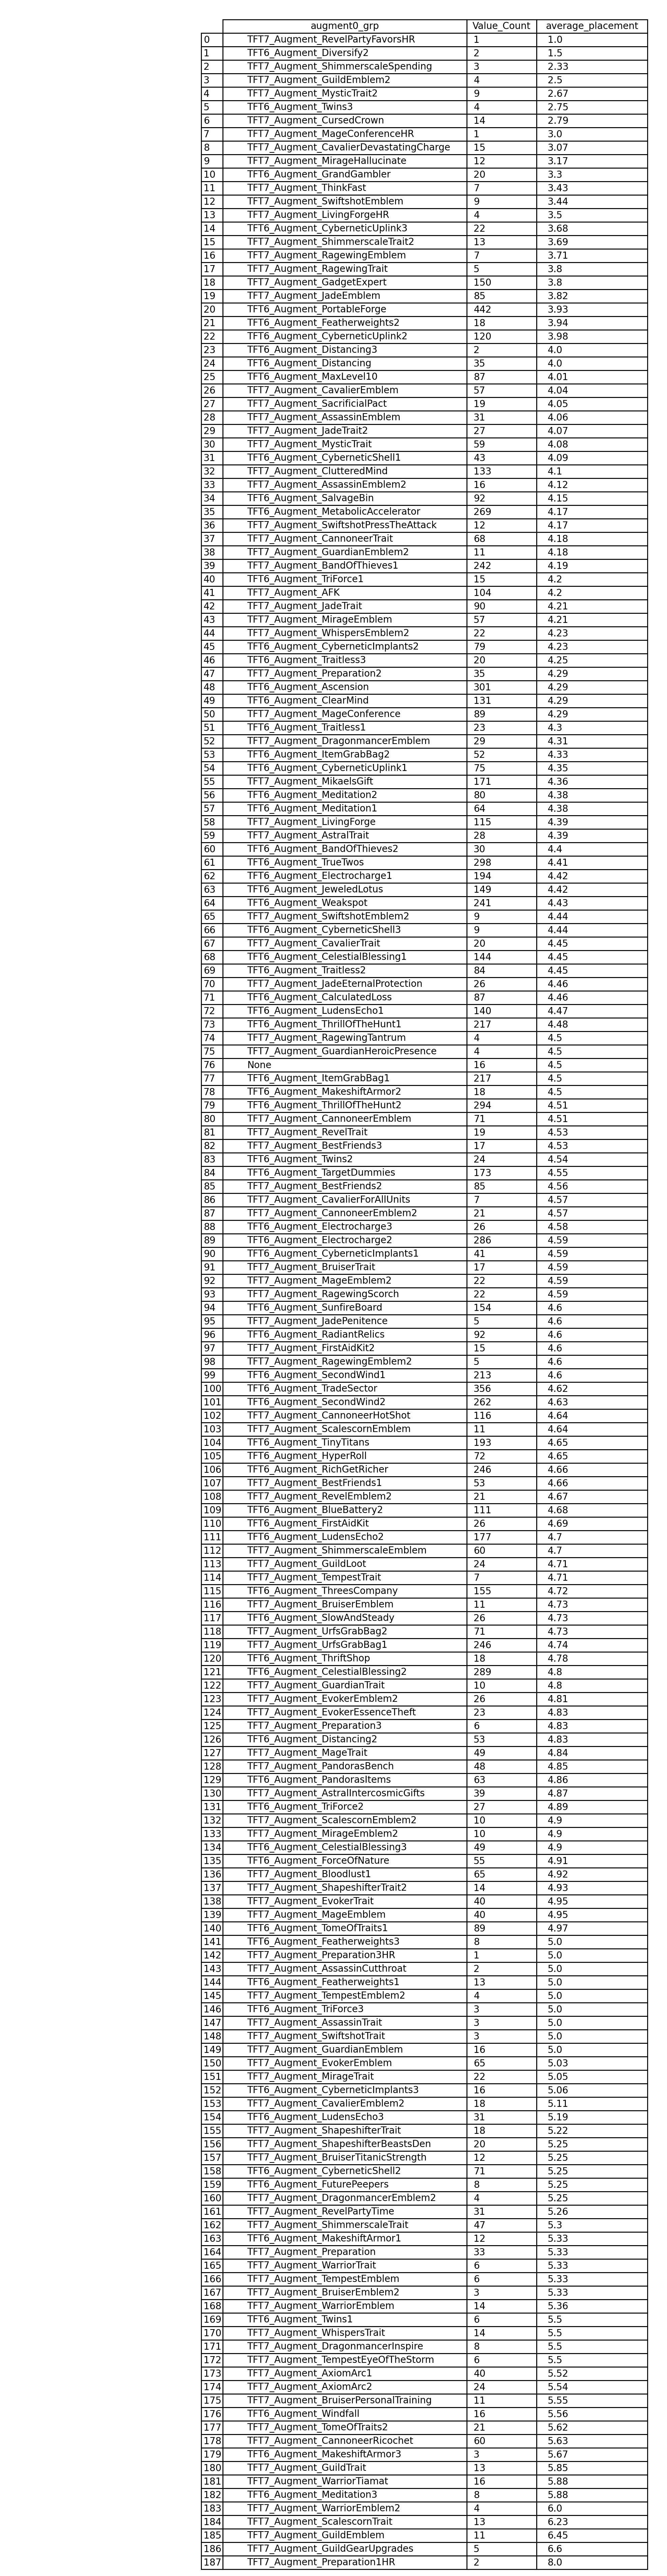 augment0_grp Value_Count average_placement
0 TFT7_Augment_RevelPartyFavorsHR 1 1.0
1 TFT6_Augment_Diversify2 2 1.5
2 TFT7_Augment_ShimmerscaleSpending 3 2.33
3 TFT7_Augment_GuildEmblem2 4 2.5
4 TFT7_Augment_MysticTrait2 9 2.67
5 TFT6_Augment_Twins3 4 2.75
6 TFT7_Augment_CursedCrown 14 2.79
7 TFT7_Augment_MageConferenceHR 1 3.0
8 TFT7_Augment_CavalierDevastatingCharge 15 3.07
9 TFT7_Augment_MirageHallucinate 12 3.17
10 TFT6_Augment_GrandGambler 20 3.3
11 TFT7_Augment_ThinkFast 7 3.43
12 TFT7_Augment_SwiftshotEmblem 9 3.44
13 TFT7_Augment_LivingForgeHR 4 3.5
14 TFT6_Augment_CyberneticUplink3 22 3.68
15 TFT7_Augment_ShimmerscaleTrait2 13 3.69
16 TFT7_Augment_RagewingEmblem 7 3.71
17 TFT7_Augment_RagewingTrait 5 3.8
18 TFT7_Augment_GadgetExpert 150 3.8
19 TFT7_Augment_JadeEmblem 85 3.82
20 TFT6_Augment_PortableForge 442 3.93
21 TFT6_Augment_Featherweights2 18 3.94
22 TFT6_Augment_CyberneticUplink2 120 3.98
23 TFT6_Augment_Distancing3 2 4.0
24 TFT6_Augment_Distancing 35 4.0
25 TFT6_Augment_MaxLevel10 87 4.01
26 TFT7_Augment_CavalierEmblem 57 4.04
27 TFT7_Augment_SacrificialPact 19 4.05
28 TFT7_Augment_AssassinEmblem 31 4.06
29 TFT7_Augment_JadeTrait2 27 4.07
30 TFT7_Augment_MysticTrait 59 4.08
31 TFT6_Augment_CyberneticShell1 43 4.09
32 TFT7_Augment_ClutteredMind 133 4.1
33 TFT7_Augment_AssassinEmblem2 16 4.12
34 TFT6_Augment_SalvageBin 92 4.15
35 TFT6_Augment_MetabolicAccelerator 269 4.17
36 TFT7_Augment_SwiftshotPressTheAttack 12 4.17
37 TFT7_Augment_CannoneerTrait 68 4.18
38 TFT7_Augment_GuardianEmblem2 11 4.18
39 TFT7_Augment_BandOfThieves1 242 4.19
40 TFT6_Augment_TriForce1 15 4.2
41 TFT7_Augment_AFK 104 4.2
42 TFT7_Augment_JadeTrait 90 4.21
43 TFT7_Augment_MirageEmblem 57 4.21
44 TFT7_Augment_WhispersEmblem2 22 4.23
45 TFT6_Augment_CyberneticImplants2 79 4.23
46 TFT6_Augment_Traitless3 20 4.25
47 TFT7_Augment_Preparation2 35 4.29
48 TFT6_Augment_Ascension 301 4.29
49 TFT6_Augment_ClearMind 131 4.29
50 TFT7_Augment_MageConference 89 4.29
51 TFT6_Augment_Traitless1 23 4.3
52 TFT7_Augment_DragonmancerEmblem 29 4.31
53 TFT6_Augment_ItemGrabBag2 52 4.33
54 TFT6_Augment_CyberneticUplink1 75 4.35
55 TFT7_Augment_MikaelsGift 171 4.36
56 TFT6_Augment_Meditation2 80 4.38
57 TFT6_Augment_Meditation1 64 4.38
58 TFT7_Augment_LivingForge 115 4.39
59 TFT7_Augment_AstralTrait 28 4.39
60 TFT6_Augment_BandOfThieves2 30 4.4
61 TFT6_Augment_TrueTwos 298 4.41
62 TFT6_Augment_Electrocharge1 194 4.42
63 TFT6_Augment_JeweledLotus 149 4.42
64 TFT6_Augment_Weakspot 241 4.43
65 TFT7_Augment_SwiftshotEmblem2 9 4.44
66 TFT6_Augment_CyberneticShell3 9 4.44
67 TFT7_Augment_CavalierTrait 20 4.45
68 TFT6_Augment_CelestialBlessing1 144 4.45
69 TFT6_Augment_Traitless2 84 4.45
70 TFT7_Augment_JadeEternalProtection 26 4.46
71 TFT6_Augment_CalculatedLoss 87 4.46
72 TFT6_Augment_LudensEcho1 140 4.47
73 TFT6_Augment_ThrillOfTheHunt1 217 4.48
74 TFT7_Augment_RagewingTantrum 4 4.5
75 TFT7_Augment_GuardianHeroicPresence 4 4.5
76 None 16 4.5
77 TFT6_Augment_ItemGrabBag1 217 4.5
78 TFT6_Augment_MakeshiftArmor2 18 4.5
79 TFT6_Augment_ThrillOfTheHunt2 294 4.51
80 TFT7_Augment_CannoneerEmblem 71 4.51
81 TFT7_Augment_RevelTrait 19 4.53
82 TFT7_Augment_BestFriends3 17 4.53
83 TFT6_Augment_Twins2 24 4.54
84 TFT6_Augment_TargetDummies 173 4.55
85 TFT7_Augment_BestFriends2 85 4.56
86 TFT7_Augment_CavalierForAllUnits 7 4.57
87 TFT7_Augment_CannoneerEmblem2 21 4.57
88 TFT6_Augment_Electrocharge3 26 4.58
89 TFT6_Augment_Electrocharge2 286 4.59
90 TFT6_Augment_CyberneticImplants1 41 4.59
91 TFT7_Augment_BruiserTrait 17 4.59
92 TFT7_Augment_MageEmblem2 22 4.59
93 TFT7_Augment_RagewingScorch 22 4.59
94 TFT6_Augment_SunfireBoard 154 4.6
95 TFT7_Augment_JadePenitence 5 4.6
96 TFT6_Augment_RadiantRelics 92 4.6
97 TFT7_Augment_FirstAidKit2 15 4.6
98 TFT7_Augment_RagewingEmblem2 5 4.6
99 TFT6_Augment_SecondWind1 213 4.6
100 TFT6_Augment_TradeSector 356 4.62
101 TFT6_Augment_SecondWind2 262 4.63
102 TFT7_Augment_CannoneerHotShot 116 4.64
103 TFT7_Augment_ScalescornEmblem 11 4.64
104 TFT6_Augment_TinyTitans 193 4.65
105 TFT6_Augment_HyperRoll 72 4.65
106 TFT6_Augment_RichGetRicher 246 4.66
107 TFT7_Augment_BestFriends1 53 4.66
108 TFT7_Augment_RevelEmblem2 21 4.67
109 TFT6_Augment_BlueBattery2 111 4.68
110 TFT6_Augment_FirstAidKit 26 4.69
111 TFT6_Augment_LudensEcho2 177 4.7
112 TFT7_Augment_ShimmerscaleEmblem 60 4.7
113 TFT7_Augment_GuildLoot 24 4.71
114 TFT7_Augment_TempestTrait 7 4.71
115 TFT6_Augment_ThreesCompany 155 4.72
116 TFT7_Augment_BruiserEmblem 11 4.73
117 TFT6_Augment_SlowAndSteady 26 4.73
118 TFT7_Augment_UrfsGrabBag2 71 4.73
119 TFT7_Augment_UrfsGrabBag1 246 4.74
120 TFT6_Augment_ThriftShop 18 4.78
121 TFT6_Augment_CelestialBlessing2 289 4.8
122 TFT7_Augment_GuardianTrait 10 4.8
123 TFT7_Augment_EvokerEmblem2 26 4.81
124 TFT7_Augment_EvokerEssenceTheft 23 4.83
125 TFT7_Augment_Preparation3 6 4.83
126 TFT6_Augment_Distancing2 53 4.83
127 TFT7_Augment_MageTrait 49 4.84
128 TFT7_Augment_PandorasBench 48 4.85
129 TFT6_Augment_PandorasItems 63 4.86
130 TFT7_Augment_AstralIntercosmicGifts 39 4.87
131 TFT6_Augment_TriForce2 27 4.89
132 TFT7_Augment_ScalescornEmblem2 10 4.9
133 TFT7_Augment_MirageEmblem2 10 4.9
134 TFT6_Augment_CelestialBlessing3 49 4.9
135 TFT6_Augment_ForceOfNature 55 4.91
136 TFT7_Augment_Bloodlust1 65 4.92
137 TFT7_Augment_ShapeshifterTrait2 14 4.93
138 TFT7_Augment_EvokerTrait 40 4.95
139 TFT7_Augment_MageEmblem 40 4.95
140 TFT6_Augment_TomeOfTraits1 89 4.97
141 TFT6_Augment_Featherweights3 8 5.0
142 TFT7_Augment_Preparation3HR 1 5.0
143 TFT7_Augment_AssassinCutthroat 2 5.0
144 TFT6_Augment_Featherweights1 13 5.0
145 TFT7_Augment_TempestEmblem2 4 5.0
146 TFT6_Augment_TriForce3 3 5.0
147 TFT7_Augment_AssassinTrait 3 5.0
148 TFT7_Augment_SwiftshotTrait 3 5.0
149 TFT7_Augment_GuardianEmblem 16 5.0
150 TFT7_Augment_EvokerEmblem 65 5.03
151 TFT7_Augment_MirageTrait 22 5.05
152 TFT6_Augment_CyberneticImplants3 16 5.06
153 TFT7_Augment_CavalierEmblem2 18 5.11
154 TFT6_Augment_LudensEcho3 31 5.19
155 TFT7_Augment_ShapeshifterTrait 18 5.22
156 TFT7_Augment_ShapeshifterBeastsDen 20 5.25
157 TFT7_Augment_BruiserTitanicStrength 12 5.25
158 TFT6_Augment_CyberneticShell2 71 5.25
159 TFT6_Augment_FuturePeepers 8 5.25
160 TFT7_Augment_DragonmancerEmblem2 4 5.25
161 TFT7_Augment_RevelPartyTime 31 5.26
162 TFT7_Augment_ShimmerscaleTrait 47 5.3
163 TFT6_Augment_MakeshiftArmor1 12 5.33
164 TFT7_Augment_Preparation 33 5.33
165 TFT7_Augment_WarriorTrait 6 5.33
166 TFT7_Augment_TempestEmblem 6 5.33
167 TFT7_Augment_BruiserEmblem2 3 5.33
168 TFT7_Augment_WarriorEmblem 14 5.36
169 TFT6_Augment_Twins1 6 5.5
170 TFT7_Augment_WhispersTrait 14 5.5
171 TFT7_Augment_DragonmancerInspire 8 5.5
172 TFT7_Augment_TempestEyeOfTheStorm 6 5.5
173 TFT7_Augment_AxiomArc1 40 5.52
174 TFT7_Augment_AxiomArc2 24 5.54
175 TFT7_Augment_BruiserPersonalTraining 11 5.55
176 TFT6_Augment_Windfall 16 5.56
177 TFT7_Augment_TomeOfTraits2 21 5.62
178 TFT7_Augment_CannoneerRicochet 60 5.63
179 TFT6_Augment_MakeshiftArmor3 3 5.67
180 TFT7_Augment_GuildTrait 13 5.85
181 TFT7_Augment_WarriorTiamat 16 5.88
182 TFT6_Augment_Meditation3 8 5.88
183 TFT7_Augment_WarriorEmblem2 4 6.0
184 TFT7_Augment_ScalescornTrait 13 6.23
185 TFT7_Augment_GuildEmblem 11 6.45
186 TFT7_Augment_GuildGearUpgrades 5 6.6
187 TFT7_Augment_Preparation1HR 2 8.0